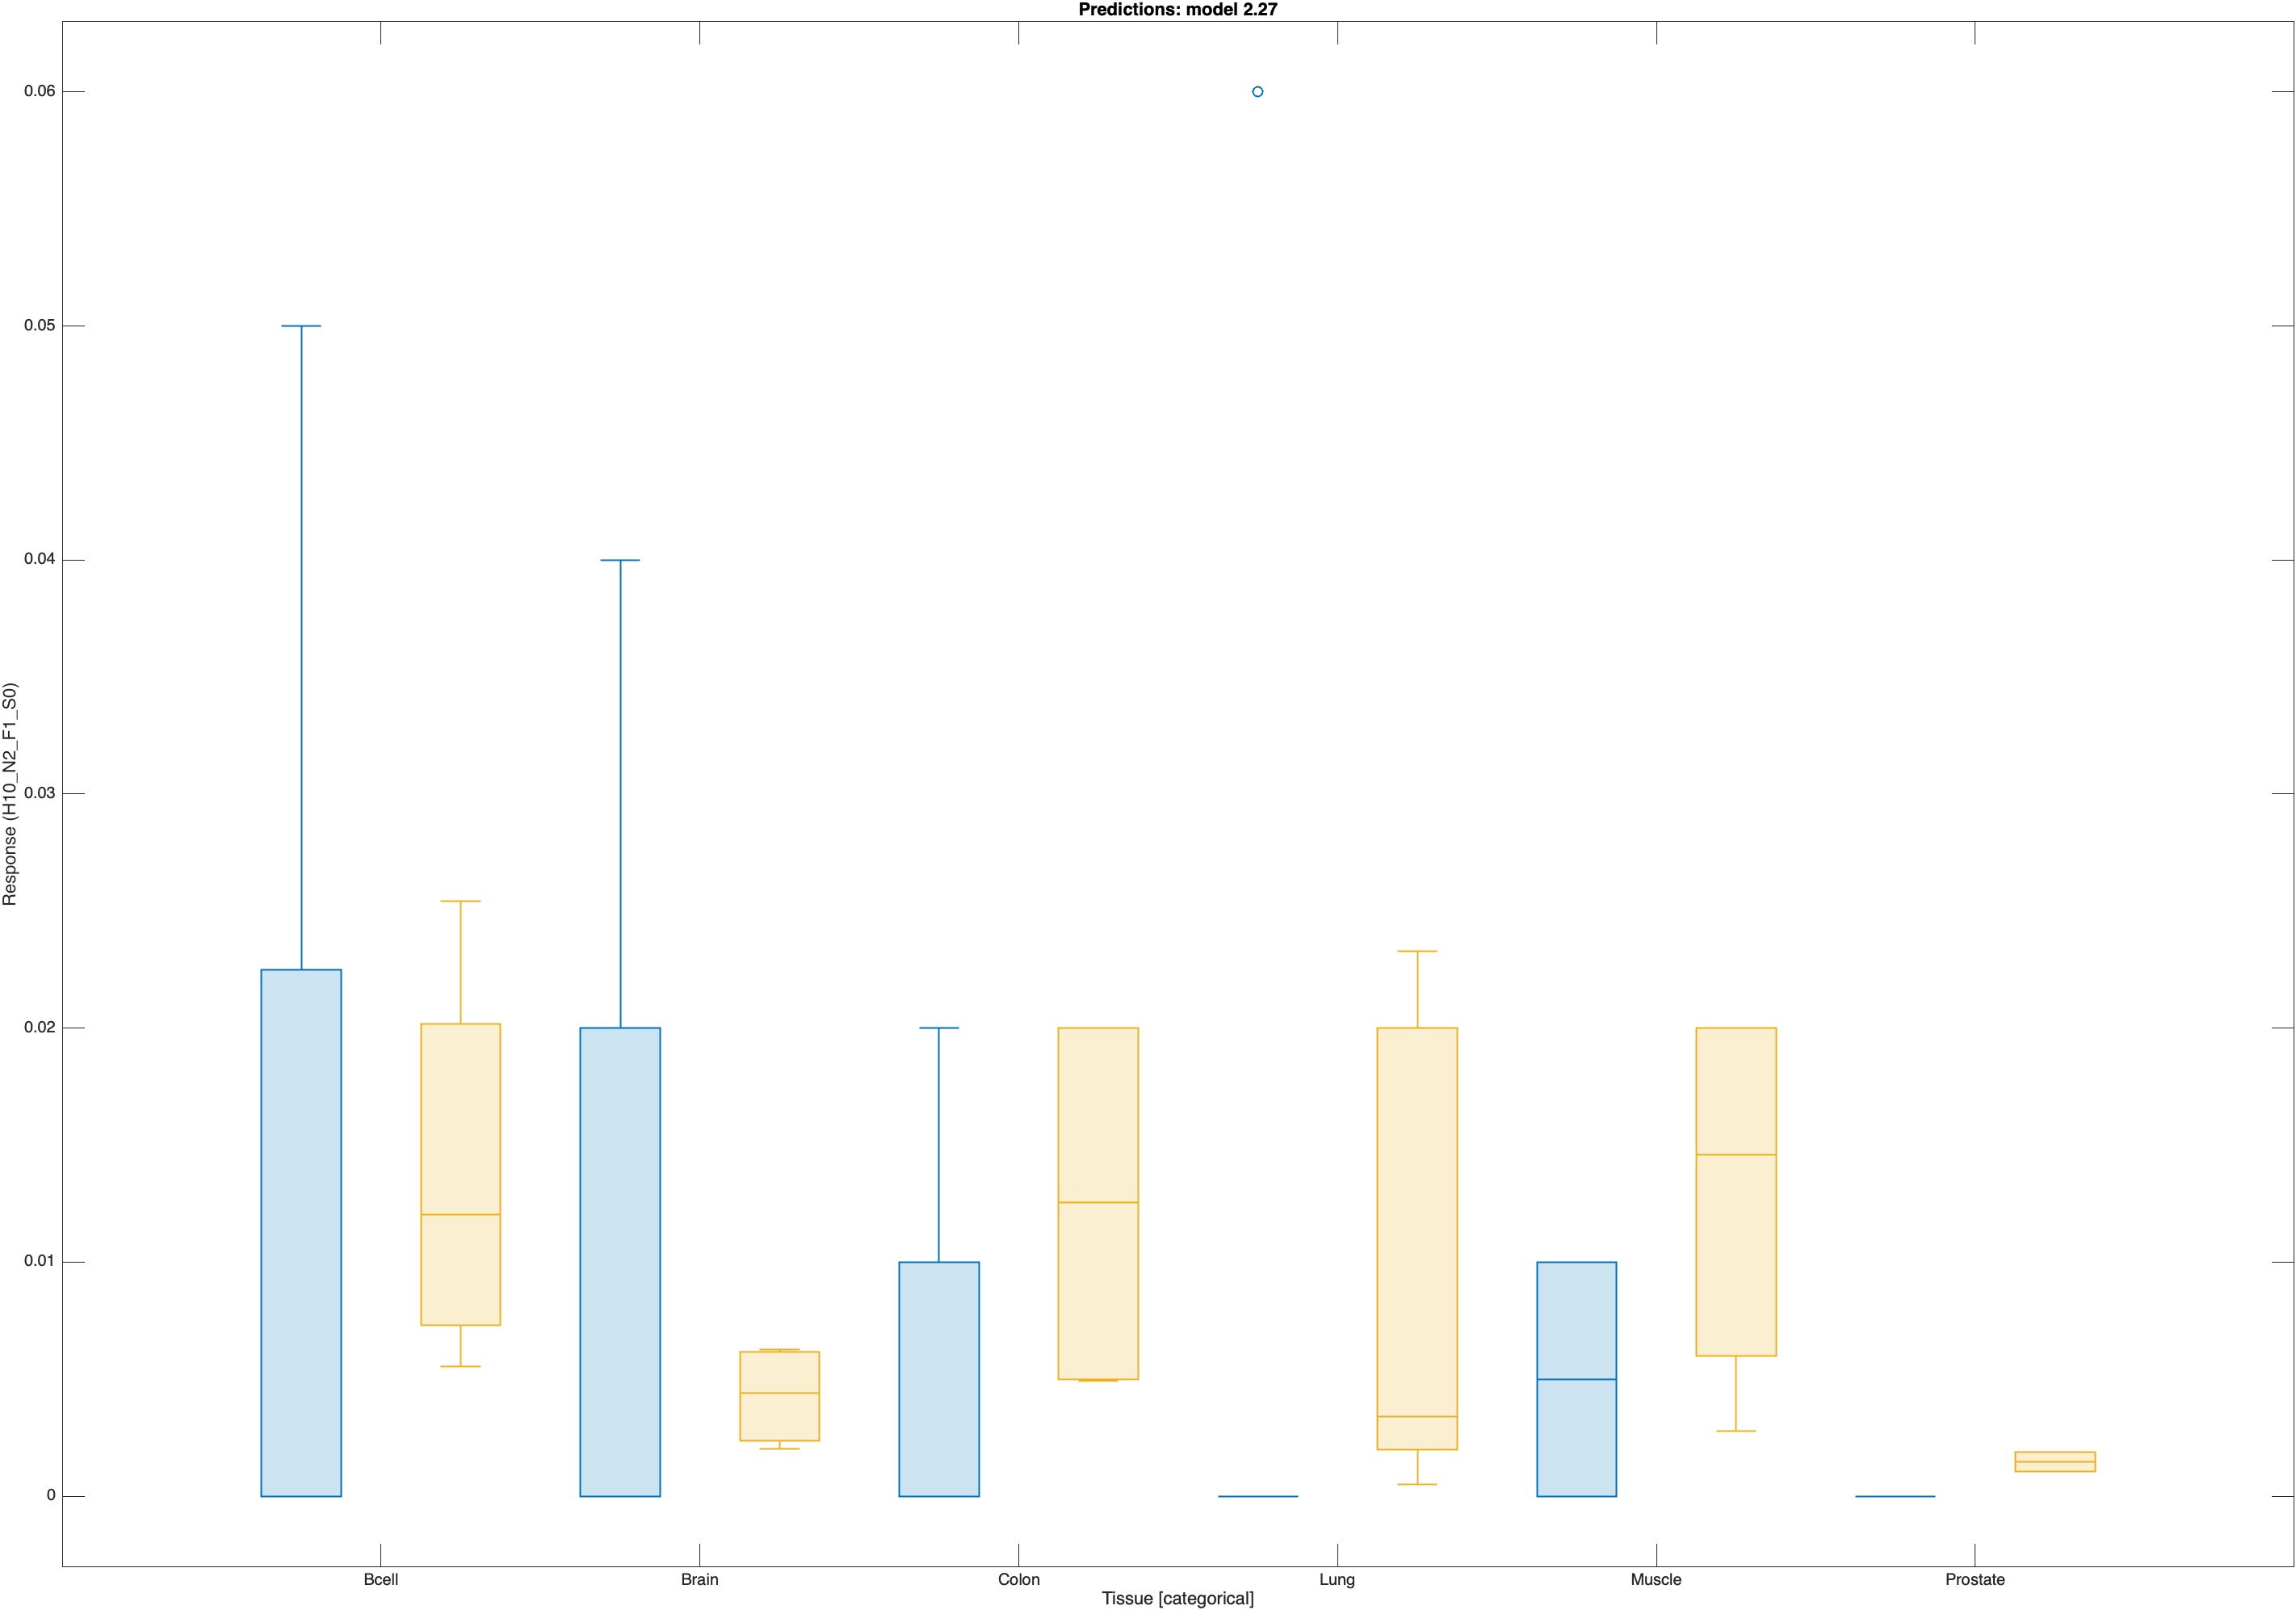 Predictions: model 2.27
0.06
0.05
0.04
0.03
0.02
0.01
0
Response (H10_N2_F1_S0)
Bcell Brain Colon Lung Muscle Prostate
Tissue [categorical]